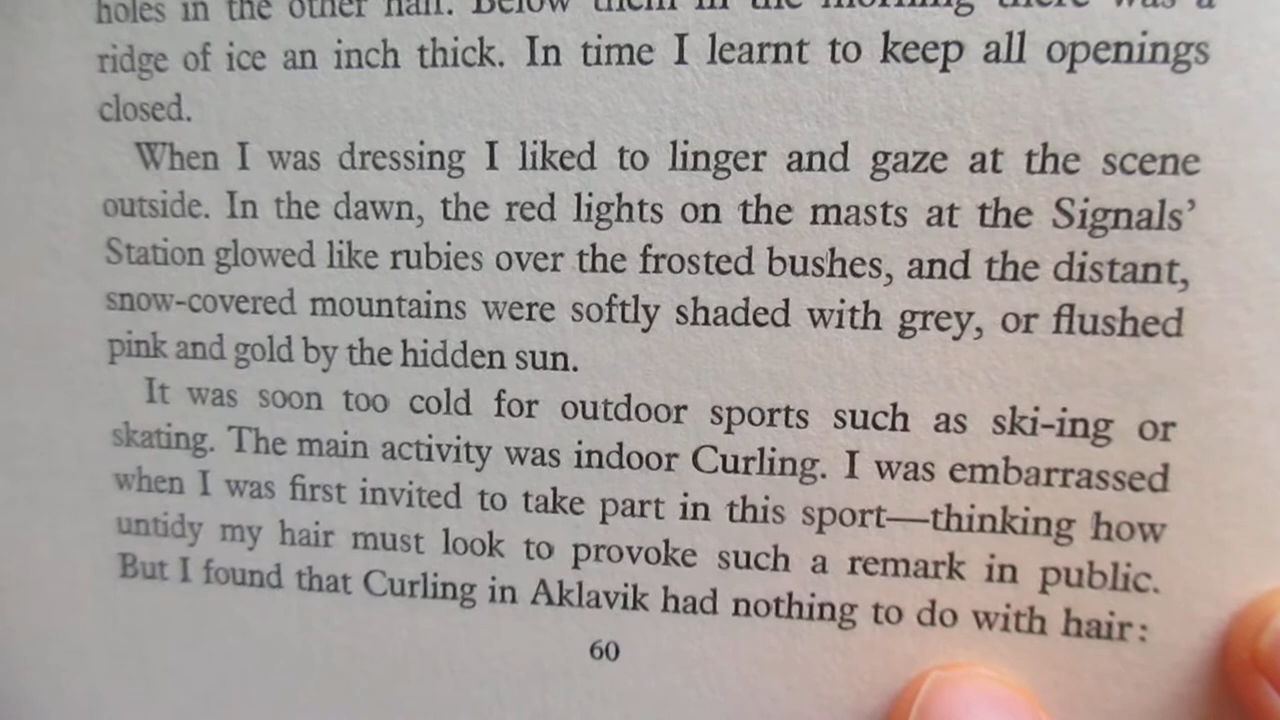 holes in the other half. Below them in the morning there was a
ridge of ice an inch thick. In time I learnt to keep all openings
closed.
When I was dressing I liked to linger and gaze at the scene
outside. In the dawn, the red lights on the masts at the Signals’
Station glowed like rubies over the frosted bushes, and the distant,
snow-covered mountains were softly shaded with grey, or flushed
pink and gold by the hidden sun.
It was soon too cold for outdoor sports such as ski-ing or
skating. The main activity was indoor Curling. I was embarrassed
when I was first invited to take part in this sport—thinking how
untidy my hair must look to provoke such a remark in public.
But I found that Curling in Aklavik had nothing to do with hair:
60